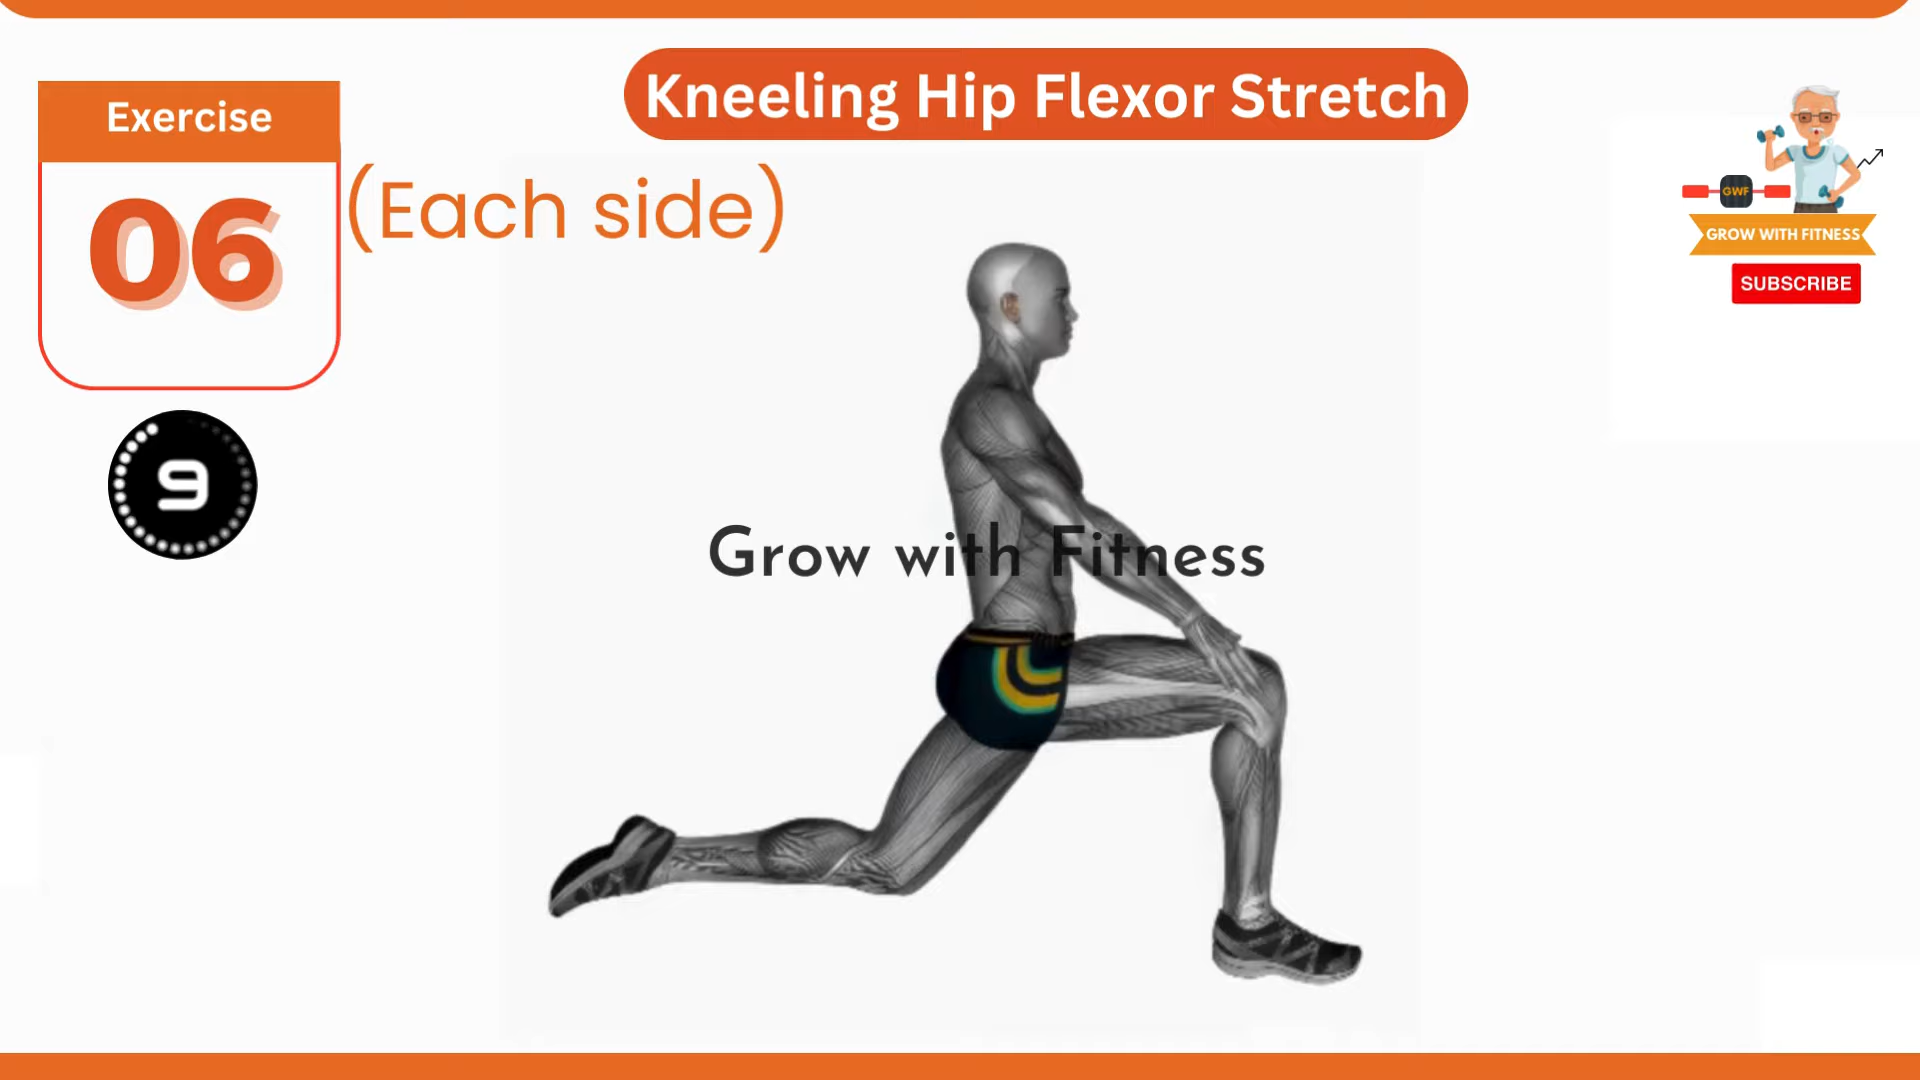 Kneeling Hip Flexor Stretch
Exercise
06
(Each side)
9
GWF
GROW WITH FITNESS
SUBSCRIBE
Grow with Fitness